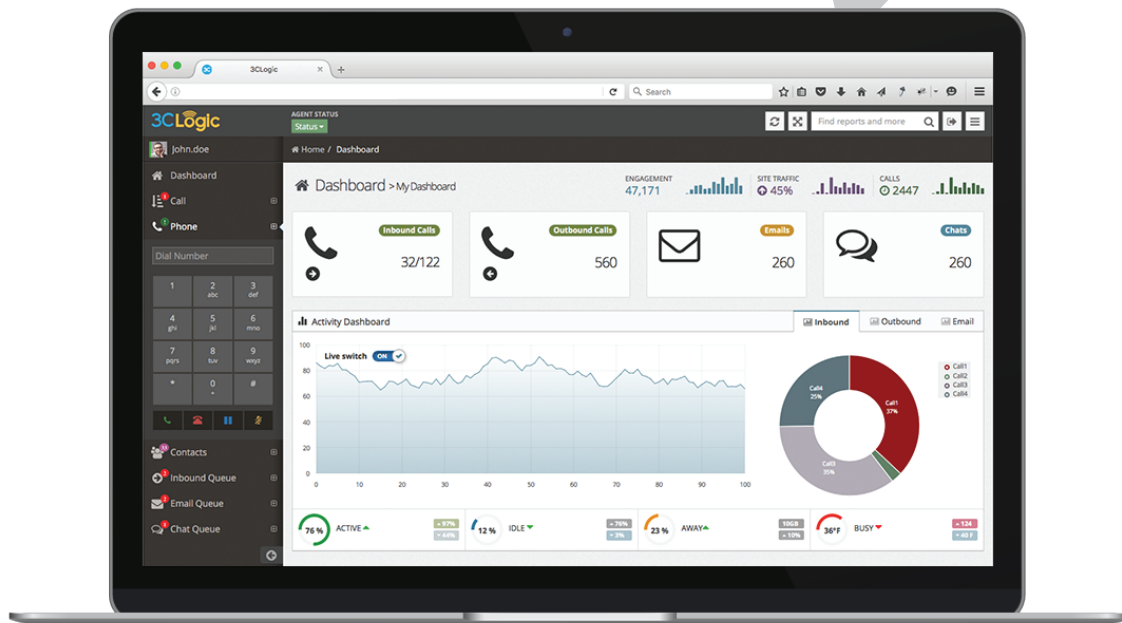 3CLogic
Search
3CLogic
AGENT STATUS
Status
Find reports and more
John.doe
Home / Dashboard
Dashboard
Call
Phone
Dial Number
1
2
abc
3
def
4
ghi
5
jkl
6
mno
7
pqrs
8
tuv
9
wxyz
*
0
+
#
Contacts
Inbound Queue
Email Queue
Chat Queue
Dashboard > My Dashboard
ENGAGEMENT
47,171
SITE TRAFFIC
45%
CALLS
2447
Inbound Calls
32/122
Outbound Calls
560
Emails
260
Chats
260
Activity Dashboard
Inbound
Outbound
Email
Live switch ON
100
80
60
40
20
0
0 10 20 30 40 50 60 70 80 90 100
Call4
25%
Call1
37%
Call3
35%
Call1
Call2
Call3
Call4
76 %
ACTIVE
97%
44%
12 %
IDLE
76%
3%
23 %
AWAY
10GB
10%
36°F
BUSY
124
40 F